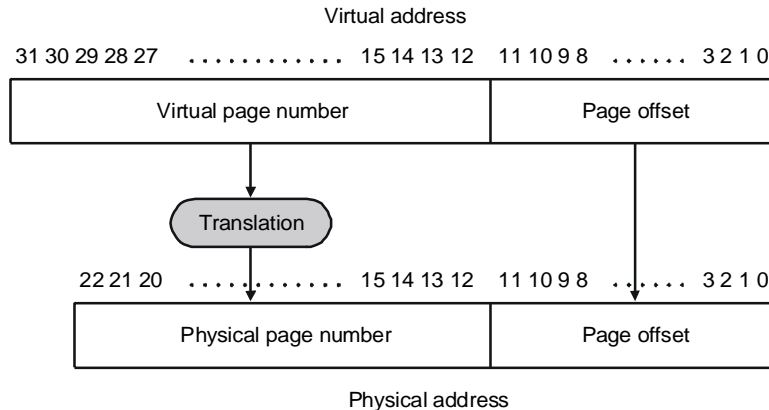 Virtual address
31 30 29 28 27 ............ 15 14 13 12 11 10 9 8 ...... 3 2 1 0
Virtual page number Page offset
Translation
22 21 20 ............ 15 14 13 12 11 10 9 8 ...... 3 2 1 0
Physical page number Page offset
Physical address